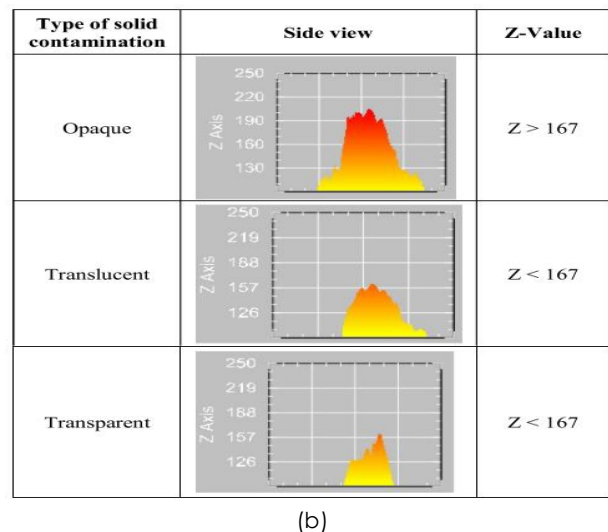 Type of solid contamination
Side view
Z-Value
Opaque
Z Axis
250
220
190
160
130
Z > 167
Translucent
Z Axis
250
219
188
157
126
Z < 167
Transparent
Z Axis
250
219
188
157
126
Z < 167
(b)